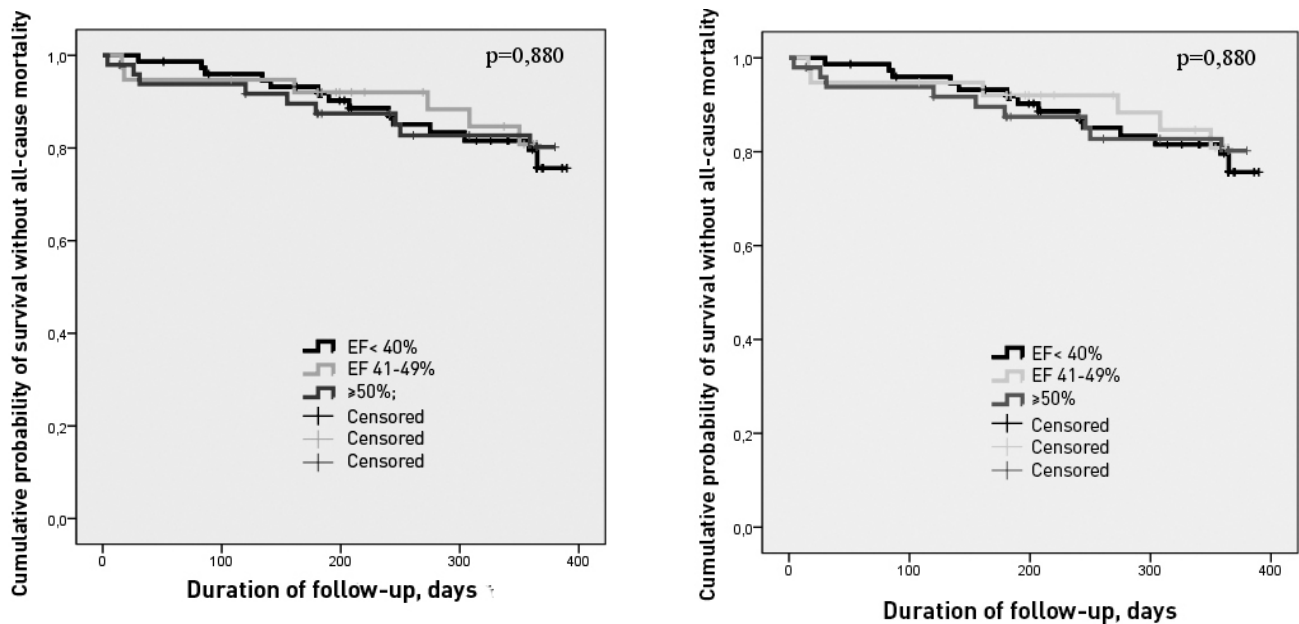 Cumulative probability of survival without all-cause mortality
p=0,880
1,0
0,8
0,6
0,4
0,2
0,0
EF< 40%
EF 41-49%
≥50%;
Censored
Censored
Censored
0 100 200 300 400
Duration of follow-up, days
Cumulative probability of survival without all-cause mortality
p=0,880
1,0
0,8
0,6
0,4
0,2
0,0
EF< 40%
EF 41-49%
≥50%
Censored
Censored
Censored
0 100 200 300 400
Duration of follow-up, days